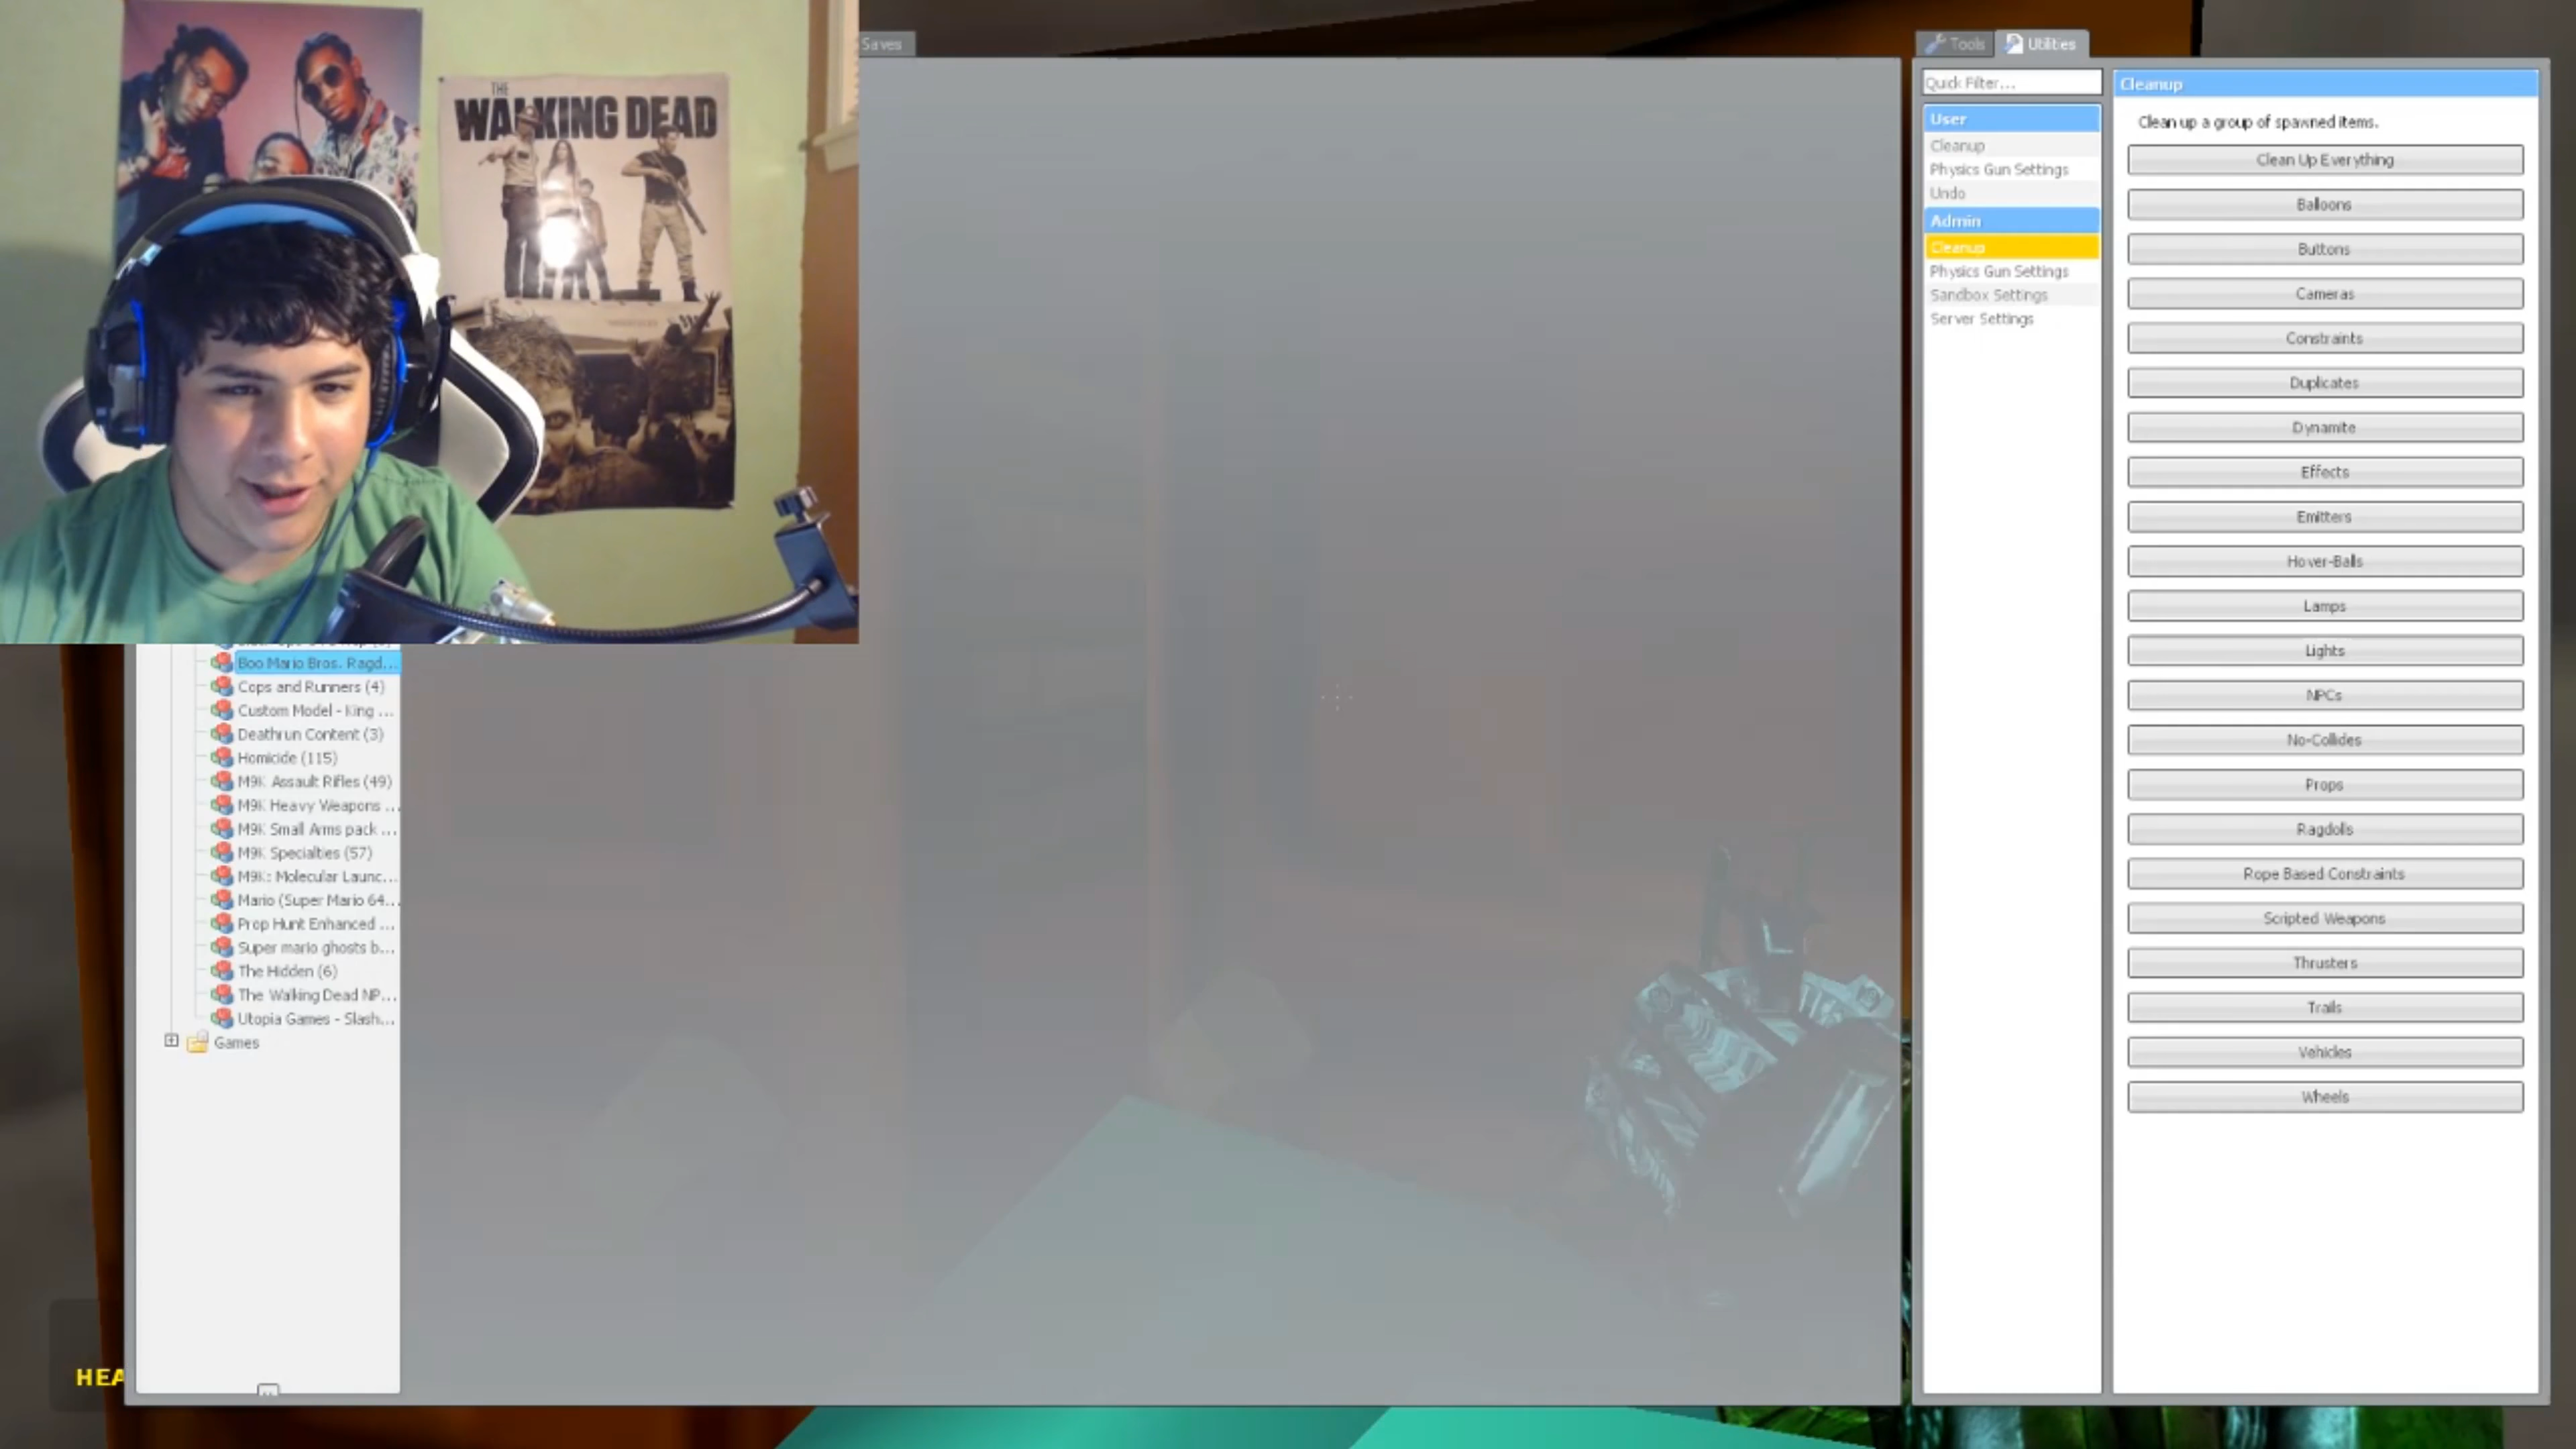 THE
WALKING DEAD
Saves
Boo Mario Bros. Ragd...
Cops and Runners (4)
Custom Model - King ...
Deathrun Content (3)
Homicide (115)
M9K Assault Rifles (49)
M9K Heavy Weapons ...
M9K Small Arms pack ...
M9K Specialties (57)
M9K: Molecular Launc...
Mario (Super Mario 64...
Prop Hunt Enhanced ...
Super mario ghosts b...
The Hidden (6)
The Walking Dead NP...
Utopia Games - Slash...
Games
HEA
Tools
Utilities
Quick Filter...
User
Cleanup
Physics Gun Settings
Undo
Admin
Cleanup
Physics Gun Settings
Sandbox Settings
Server Settings
Cleanup
Clean up a group of spawned items.
Clean Up Everything
Balloons
Buttons
Cameras
Constraints
Duplicates
Dynamite
Effects
Emitters
Hover-Balls
Lamps
Lights
NPCs
No-Collides
Props
Ragdolls
Rope Based Constraints
Scripted Weapons
Thrusters
Trails
Vehicles
Wheels